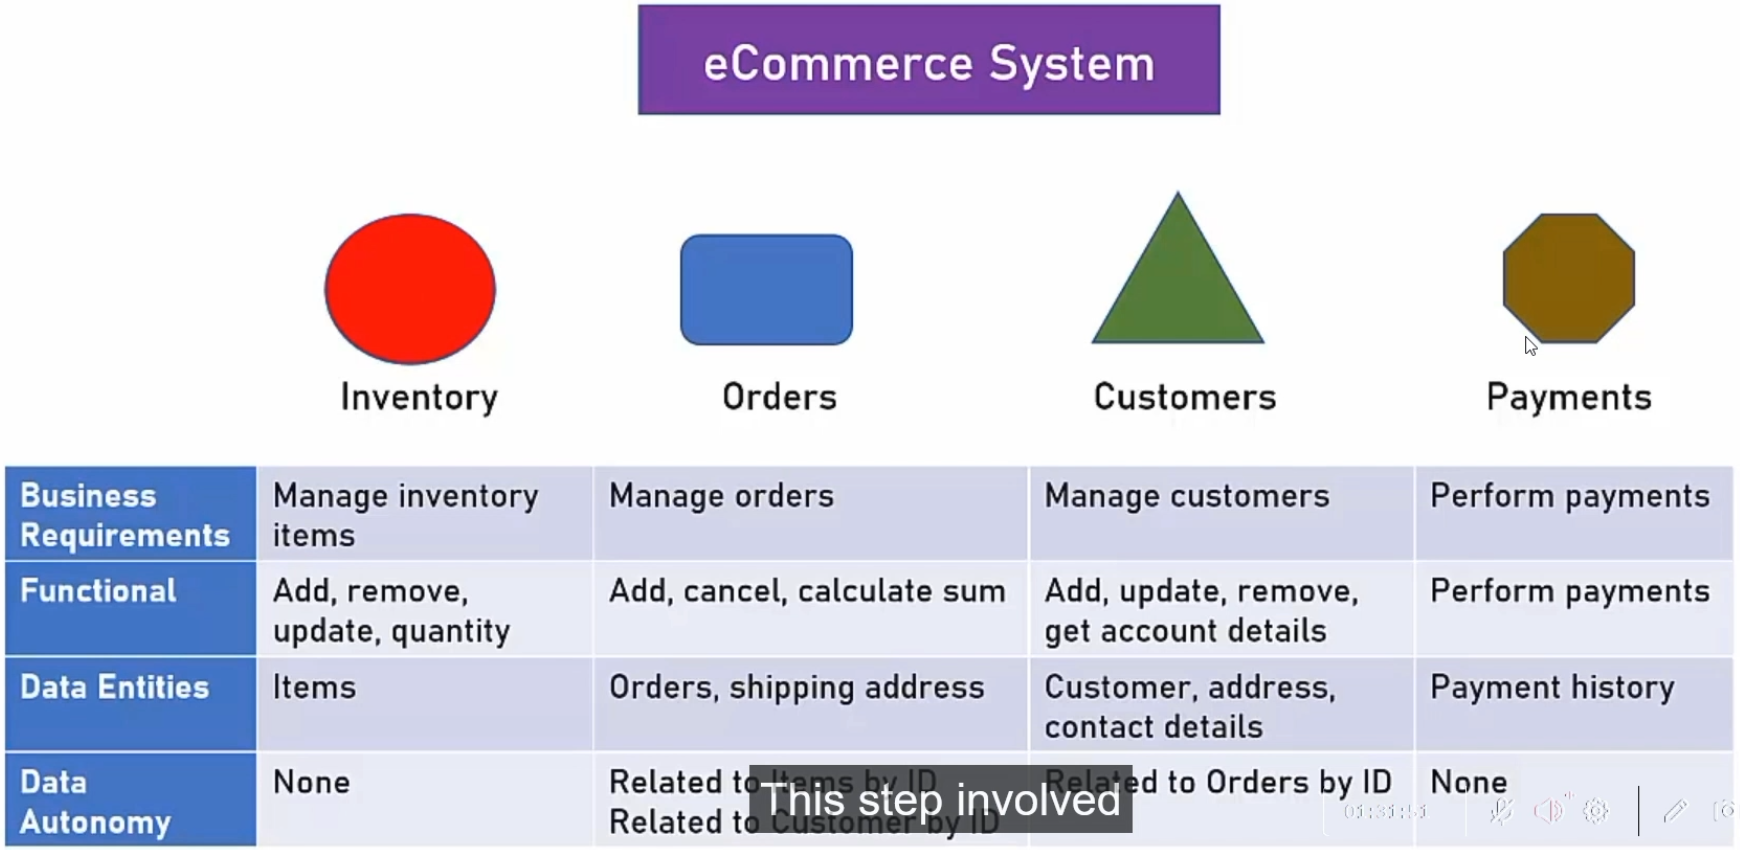 eCommerce System
Inventory
Orders
Customers
Payments
Business
Requirements
Manage inventory
items
Manage orders
Manage customers
Perform payments
Functional
Add, remove,
update, quantity
Add, cancel, calculate sum
Add, update, remove,
get account details
Perform payments
Data Entities
Items
Orders, shipping address
Customer, address,
contact details
Payment history
Data
Autonomy
None
Related to Items by ID
Related to Customer by ID
Related to Orders by ID
None
This step involved
01:31:51